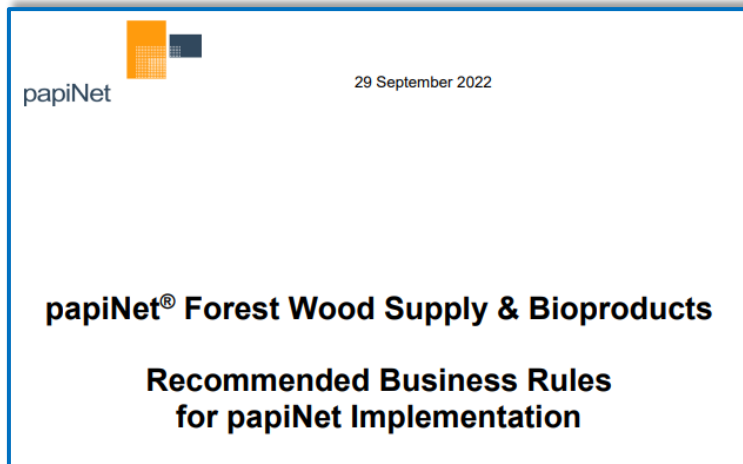 papiNet
29 September 2022
papiNet® Forest Wood Supply & Bioproducts
Recommended Business Rules
for papiNet Implementation